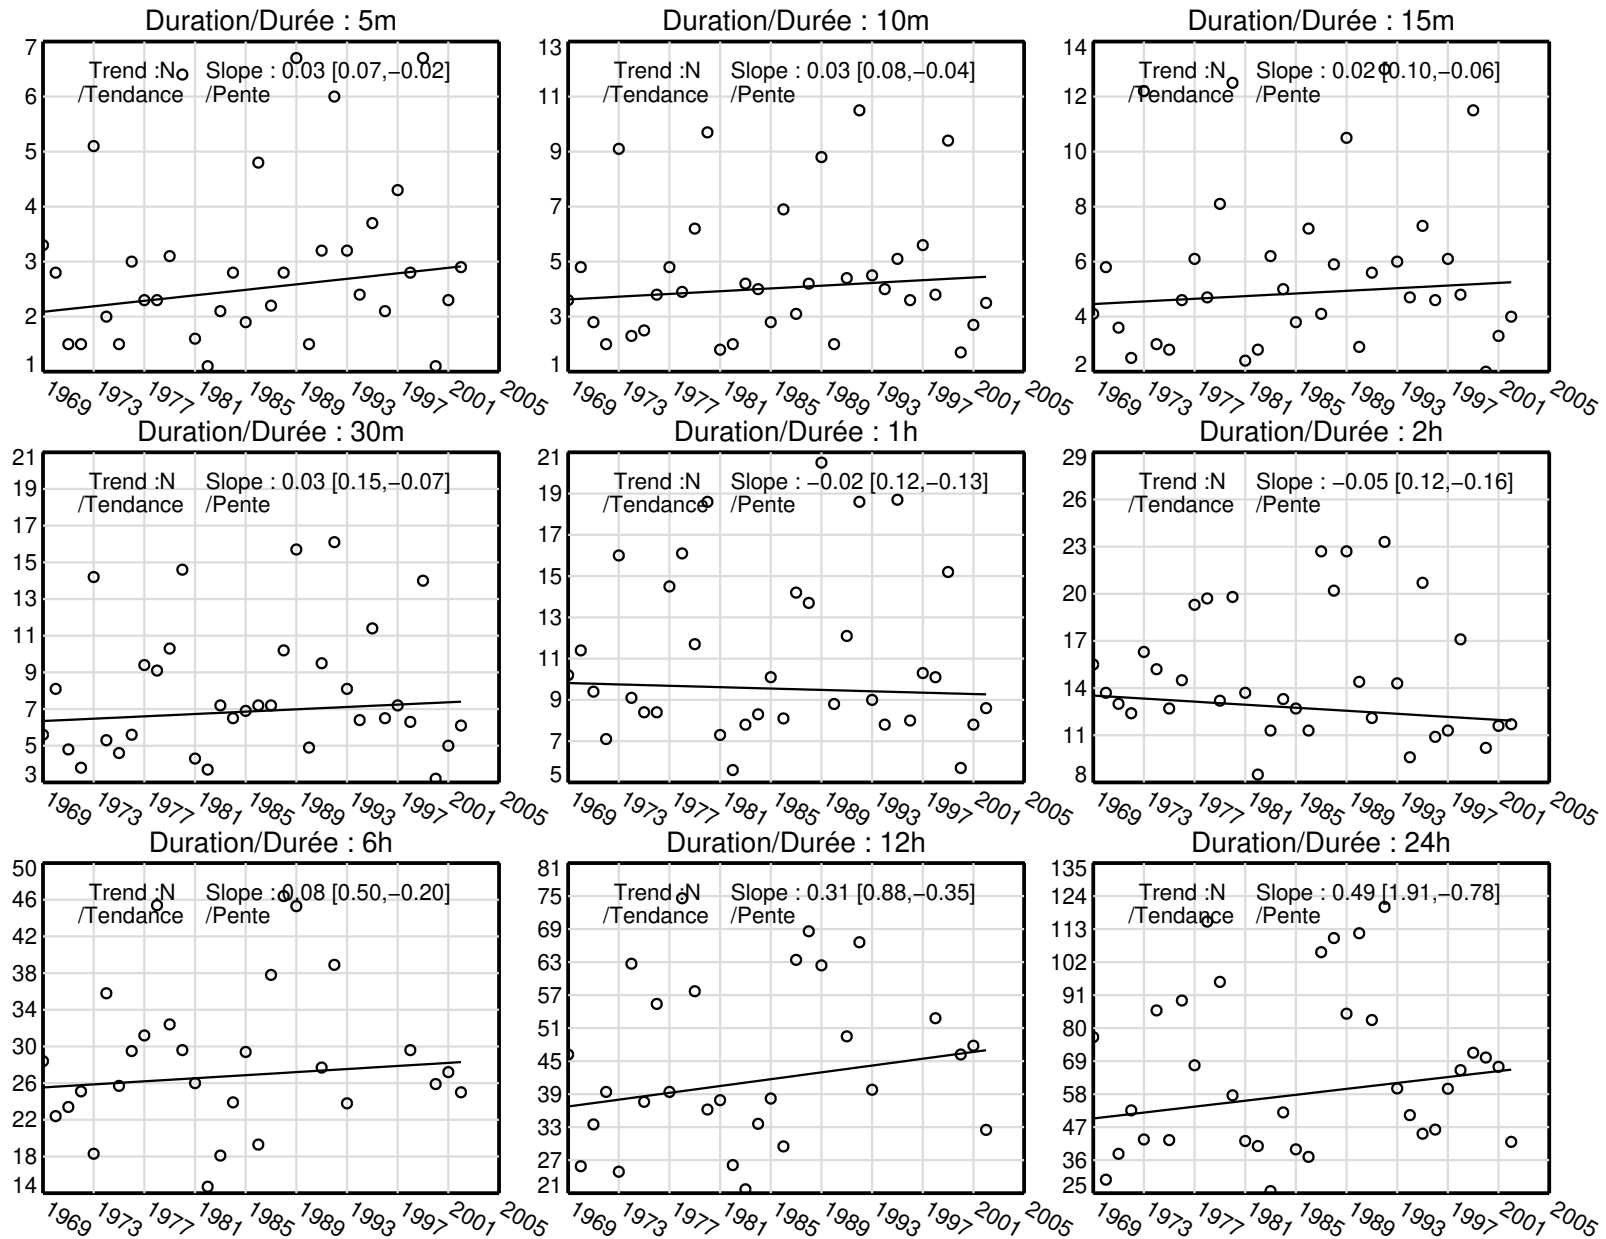 Duration/Durée : 5m
Trend :N Slope : 0.03 [0.07,−0.02]
/Tendance /Pente
7
6
5
4
3
2
1
1969 1973 1977 1981 1985 1989 1993 1997 2001 2005
Duration/Durée : 10m
Trend :N Slope : 0.03 [0.08,−0.04]
/Tendance /Pente
13
11
9
7
5
3
1
1969 1973 1977 1981 1985 1989 1993 1997 2001 2005
Duration/Durée : 15m
Trend :N Slope : 0.02 [0.10,−0.06]
/Tendance /Pente
14
12
10
8
6
4
2
1969 1973 1977 1981 1985 1989 1993 1997 2001 2005
Duration/Durée : 30m
Trend :N Slope : 0.03 [0.15,−0.07]
/Tendance /Pente
21
19
17
15
13
11
9
7
5
3
1969 1973 1977 1981 1985 1989 1993 1997 2001 2005
Duration/Durée : 1h
Trend :N Slope : −0.02 [0.12,−0.13]
/Tendance /Pente
21
19
17
15
13
11
9
7
5
1969 1973 1977 1981 1985 1989 1993 1997 2001 2005
Duration/Durée : 2h
Trend :N Slope : −0.05 [0.12,−0.16]
/Tendance /Pente
29
26
23
20
17
14
11
8
1969 1973 1977 1981 1985 1989 1993 1997 2001 2005
Duration/Durée : 6h
Trend :N Slope : 0.08 [0.50,−0.20]
/Tendance /Pente
50
46
42
38
34
30
26
22
18
14
1969 1973 1977 1981 1985 1989 1993 1997 2001 2005
Duration/Durée : 12h
Trend :N Slope : 0.31 [0.88,−0.35]
/Tendance /Pente
81
75
69
63
57
51
45
39
33
27
21
1969 1973 1977 1981 1985 1989 1993 1997 2001 2005
Duration/Durée : 24h
Trend :N Slope : 0.49 [1.91,−0.78]
/Tendance /Pente
135
124
113
102
91
80
69
58
47
36
25
1969 1973 1977 1981 1985 1989 1993 1997 2001 2005